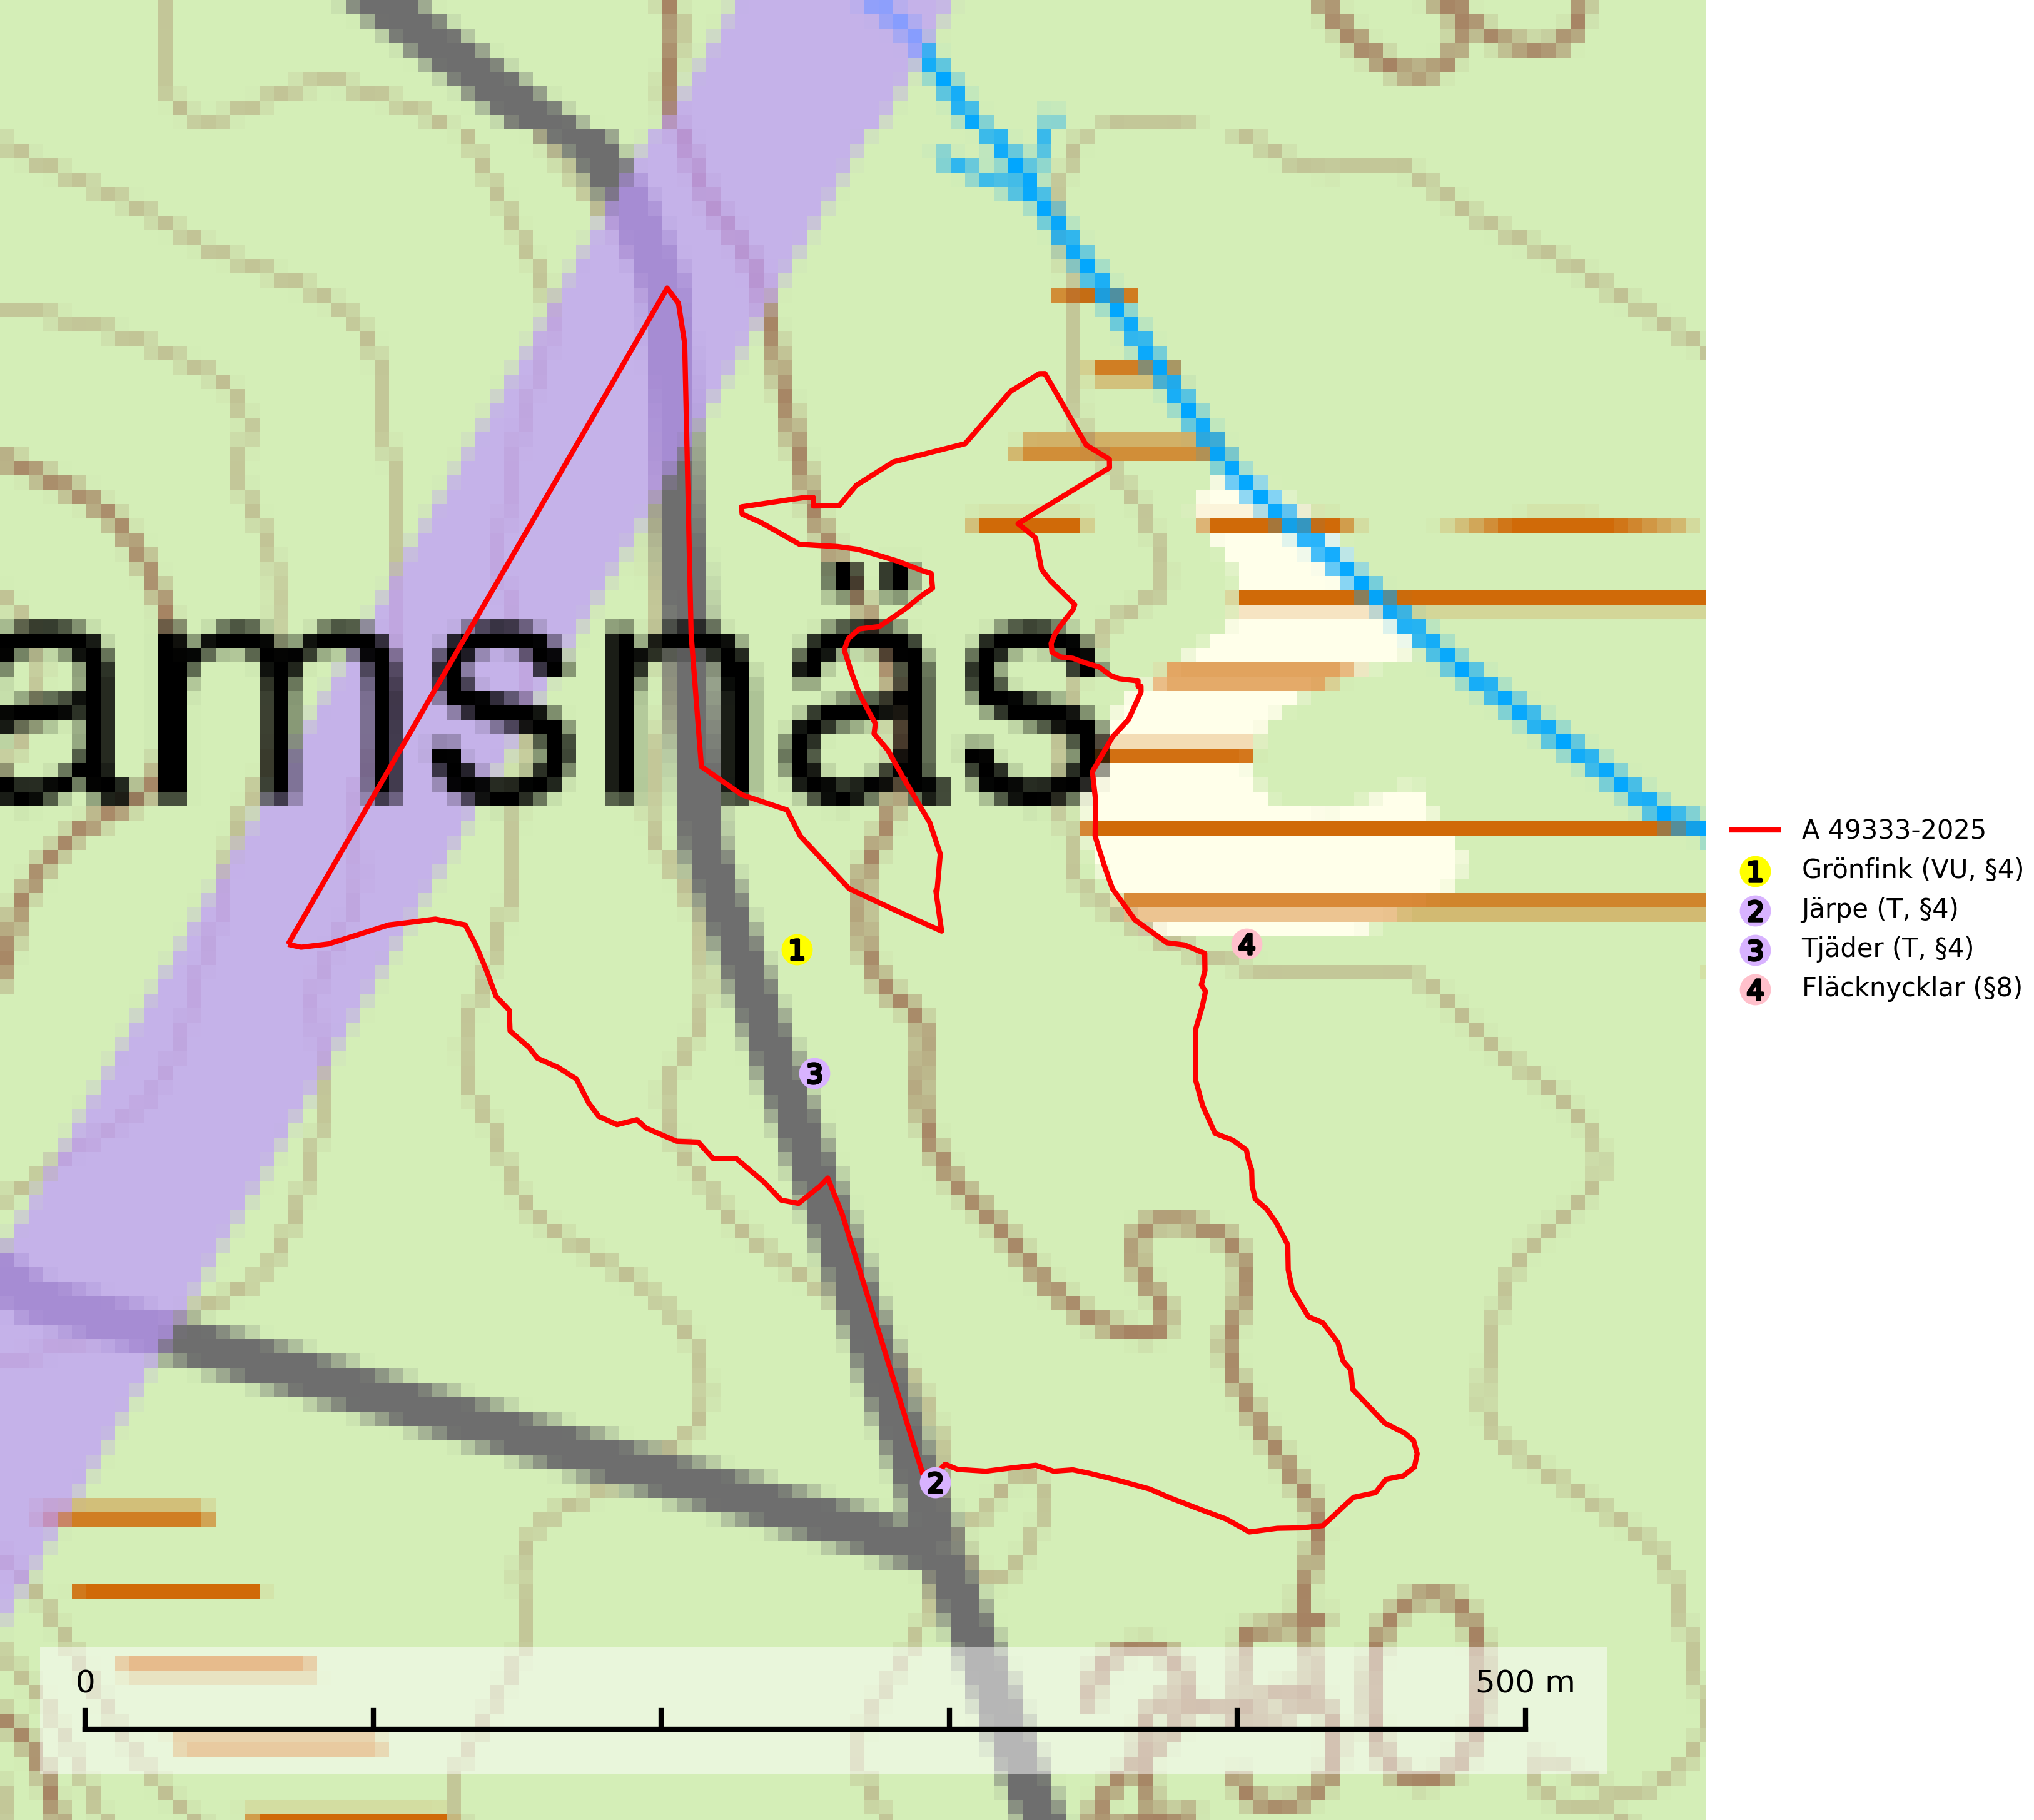 amsnäs
A 49333-2025
1 Grönfink (VU, §4)
2 Järpe (T, §4)
3 Tjäder (T, §4)
4 Fläcknycklar (§8)
4
1
3
2
250
0 500 m